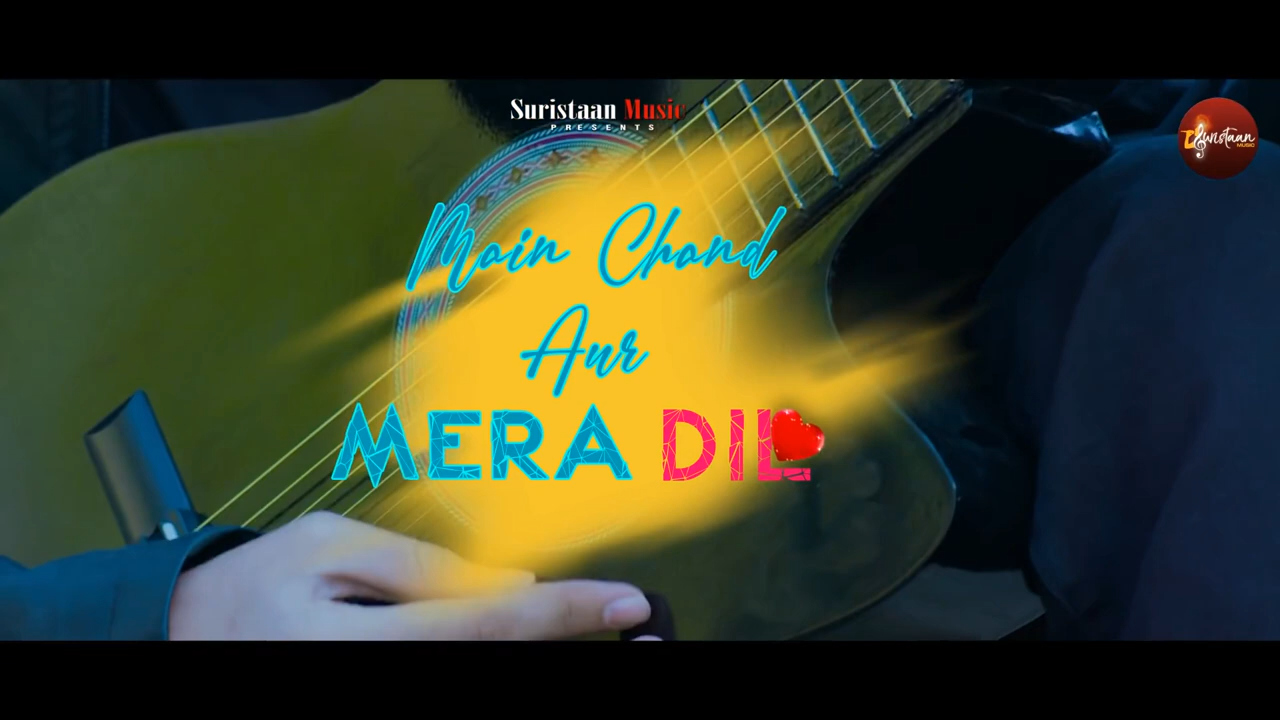 Suristaan Music
PRESENTS
Suristaan
MUSIC
Main Chand
Aur
MERA DIL